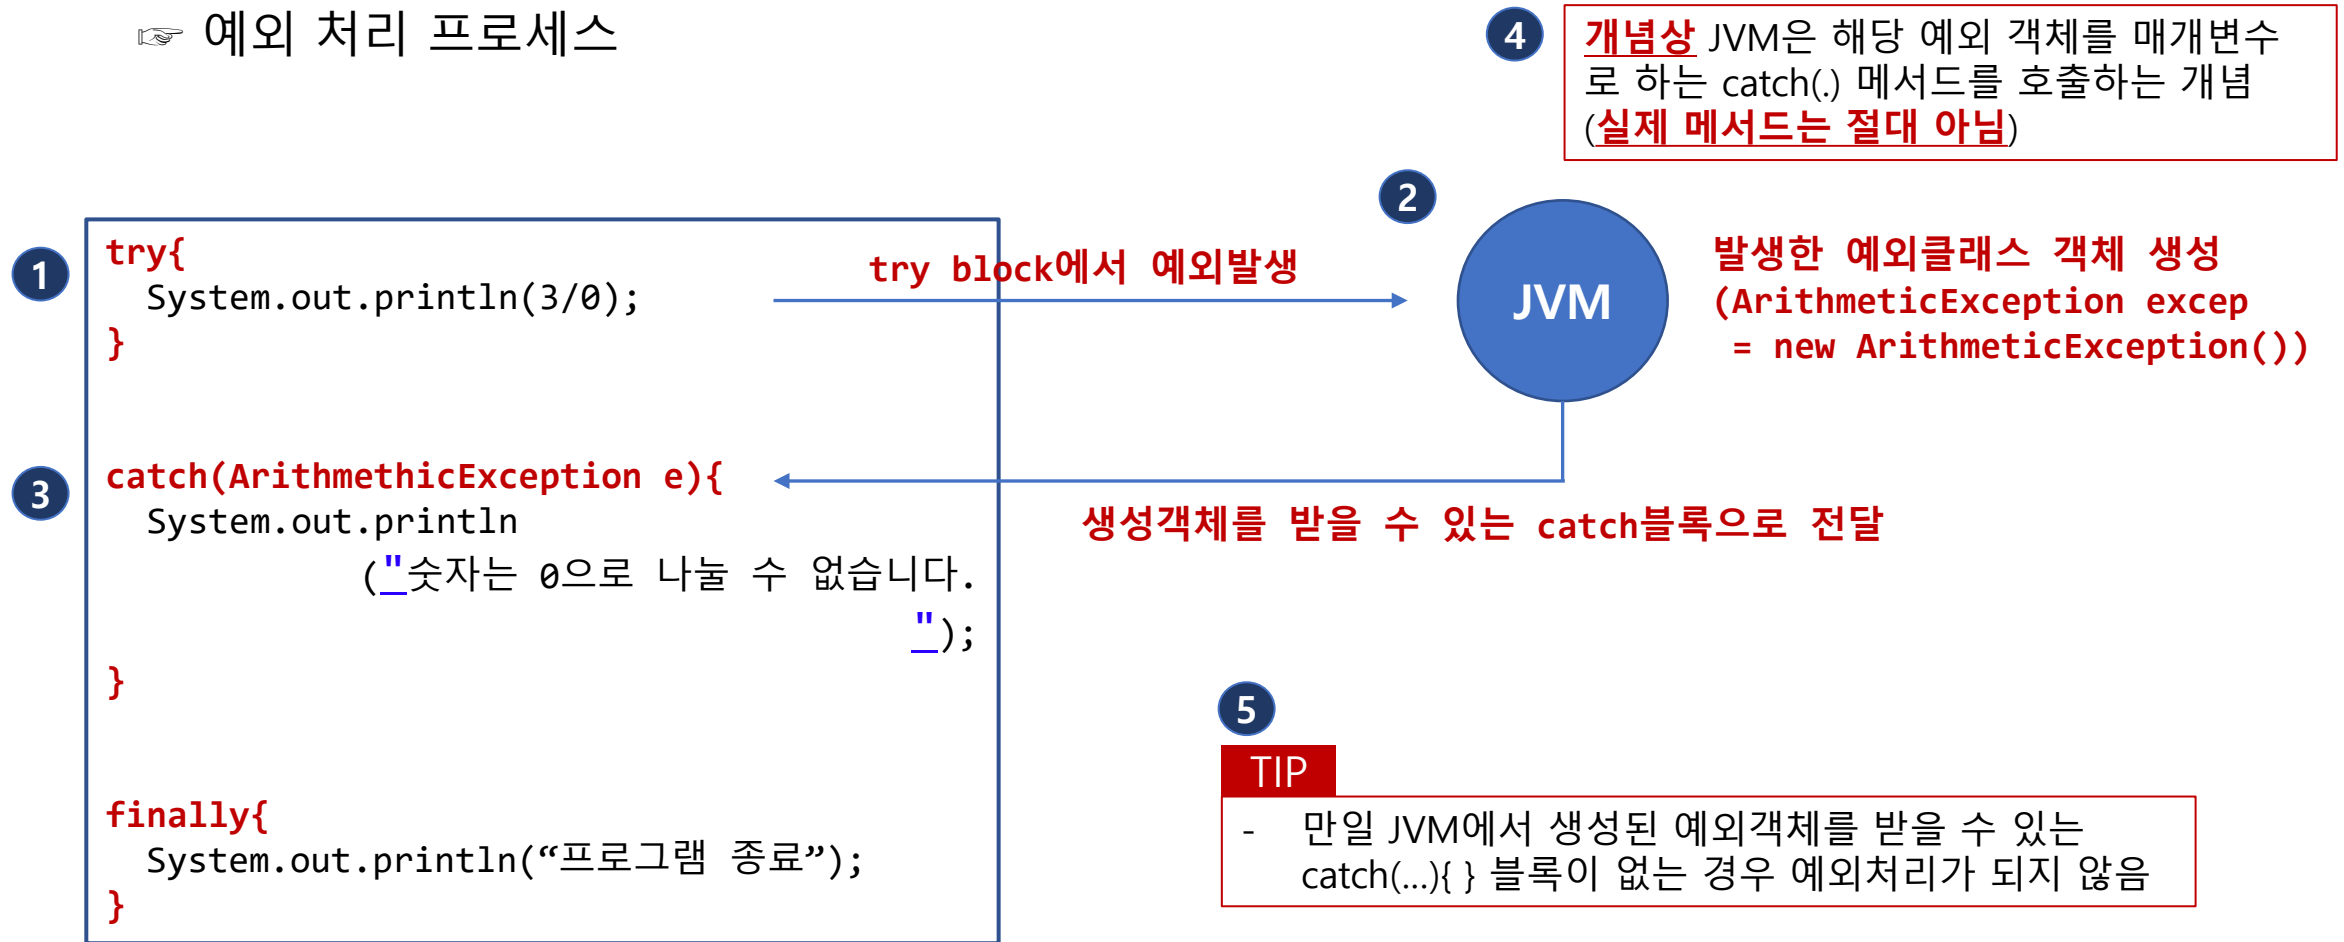 ☞ 예외 처리 프로세스
4
개념상 JVM은 해당 예외 객체를 매개변수
로 하는 catch(.) 메서드를 호출하는 개념
(실제 메서드는 절대 아님)
1
try{
System.out.println(3/0);
}
try block에서 예외발생
2
JVM
발생한 예외클래스 객체 생성
(ArithmeticException excep
= new ArithmeticException())
3
catch(ArithmethicException e){
System.out.println
("숫자는 0으로 나눌 수 없습니다.
");
}
생성객체를 받을 수 있는 catch블록으로 전달
finally{
System.out.println(“프로그램 종료”);
}
5
TIP
- 만일 JVM에서 생성된 예외객체를 받을 수 있는
catch(...){ } 블록이 없는 경우 예외처리가 되지 않음